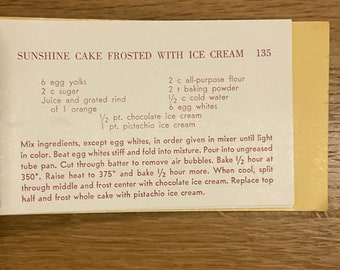 SUNSHINE CAKE FROSTED WITH ICE CREAM 135
6 egg yolks
2 c sugar
Juice and grated rind
of 1 orange
2 c all-purpose flour
2 t baking powder
1/2 c cold water
6 egg whites
1/2 pt. chocolate ice cream
1 pt. pistachio ice cream
Mix ingredients, except egg whites, in order given in mixer until light
in color. Beat egg whites stiff and fold into mixture. Pour into ungreased
tube pan. Cut through batter to remove air bubbles. Bake 1/2 hour at
350°. Raise heat to 375° and bake 1/2 hour more. When cool, split
through middle and frost center with chocolate ice cream. Replace top
half and frost whole cake with pistachio ice cream.